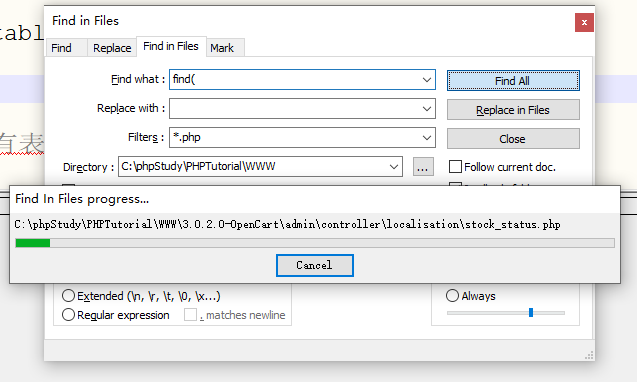 Find in Files
tabl
Find Replace Find in Files Mark
Find what : find(
Find All
Replace with :
Replace in Files
有表
Filters : *.php
Close
Directory : C:\phpStudy\PHPTutorial\WWW
...
Follow current doc.
Find In Files progress...
C:\phpStudy\PHPTutorial\WWW\3.0.2.0-OpenCart\admin\controller\localisation\stock_status.php
Cancel
Extended (\n, \r, \t, \0, \x...)
Always
Regular expression
. matches newline